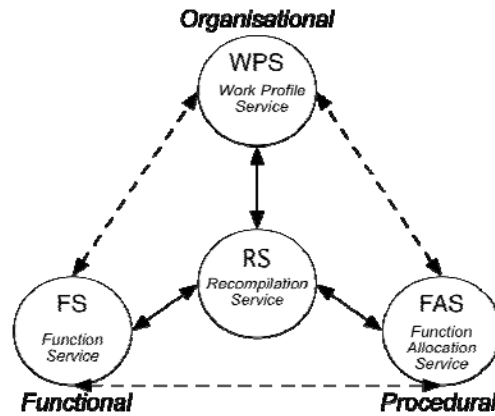 Organisational
WPS
Work Profile
Service
RS
Recompilation
Service
FS
Function
Service
FAS
Function
Allocation
Service
Functional
Procedural